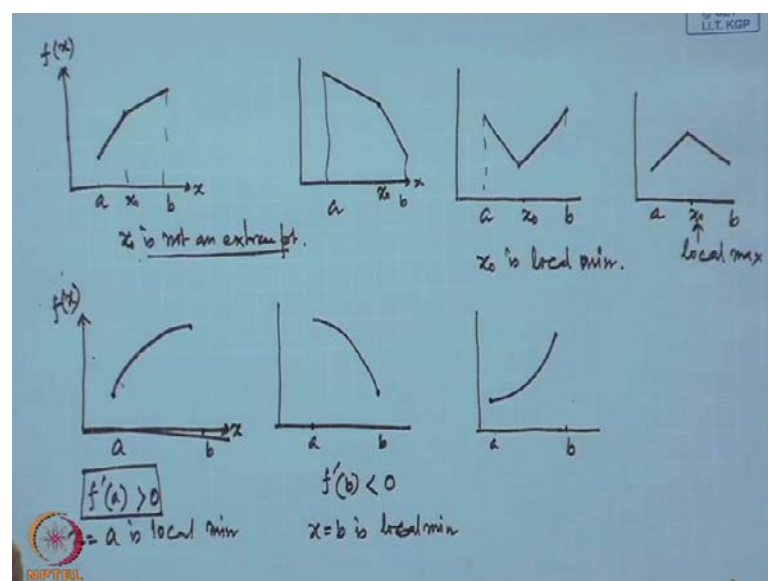 © CET
I.I.T. KGP
f(x)
a x₀ b x
a x₀ b x
a x₀ b
a x₀ b
x₀ is not an extreme pt.
x₀ is local min.
local max
f(x)
a b x
a b
a b
f'(a) > 0
f'(b) < 0
= a is local min
x = b is local min
NPTEL